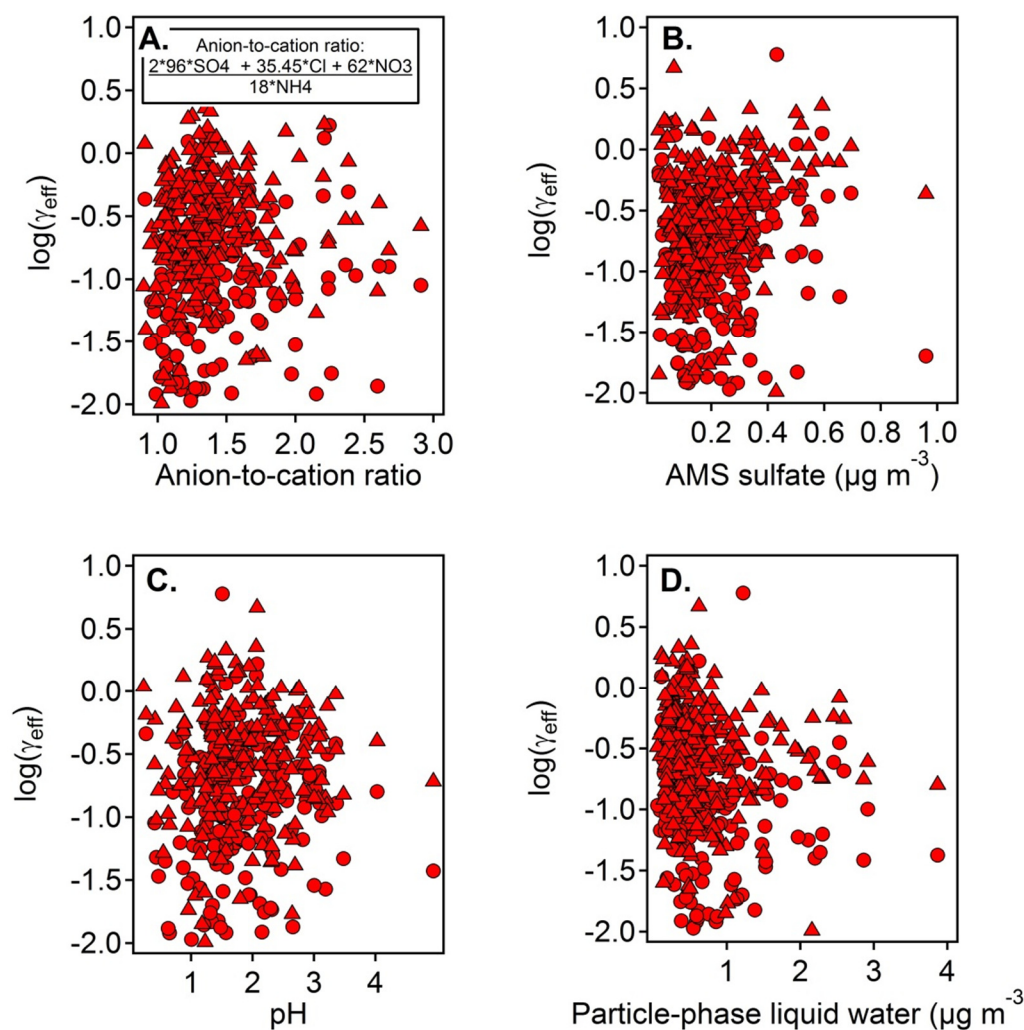 A.
Anion-to-cation ratio:
2*96*SO4 + 35.45*Cl + 62*NO3
18*NH4
1.0
0.5
0.0
-0.5
-1.0
-1.5
-2.0
log(γeff)
1.0 1.5 2.0 2.5 3.0
Anion-to-cation ratio
B.
1.0
0.5
0.0
-0.5
-1.0
-1.5
-2.0
log(γeff)
0.2 0.4 0.6 0.8 1.0
AMS sulfate (μg m-3)
C.
1.0
0.5
0.0
-0.5
-1.0
-1.5
-2.0
log(γeff)
1 2 3 4
pH
D.
1.0
0.5
0.0
-0.5
-1.0
-1.5
-2.0
log(γeff)
1 2 3 4
Particle-phase liquid water (μg m-3